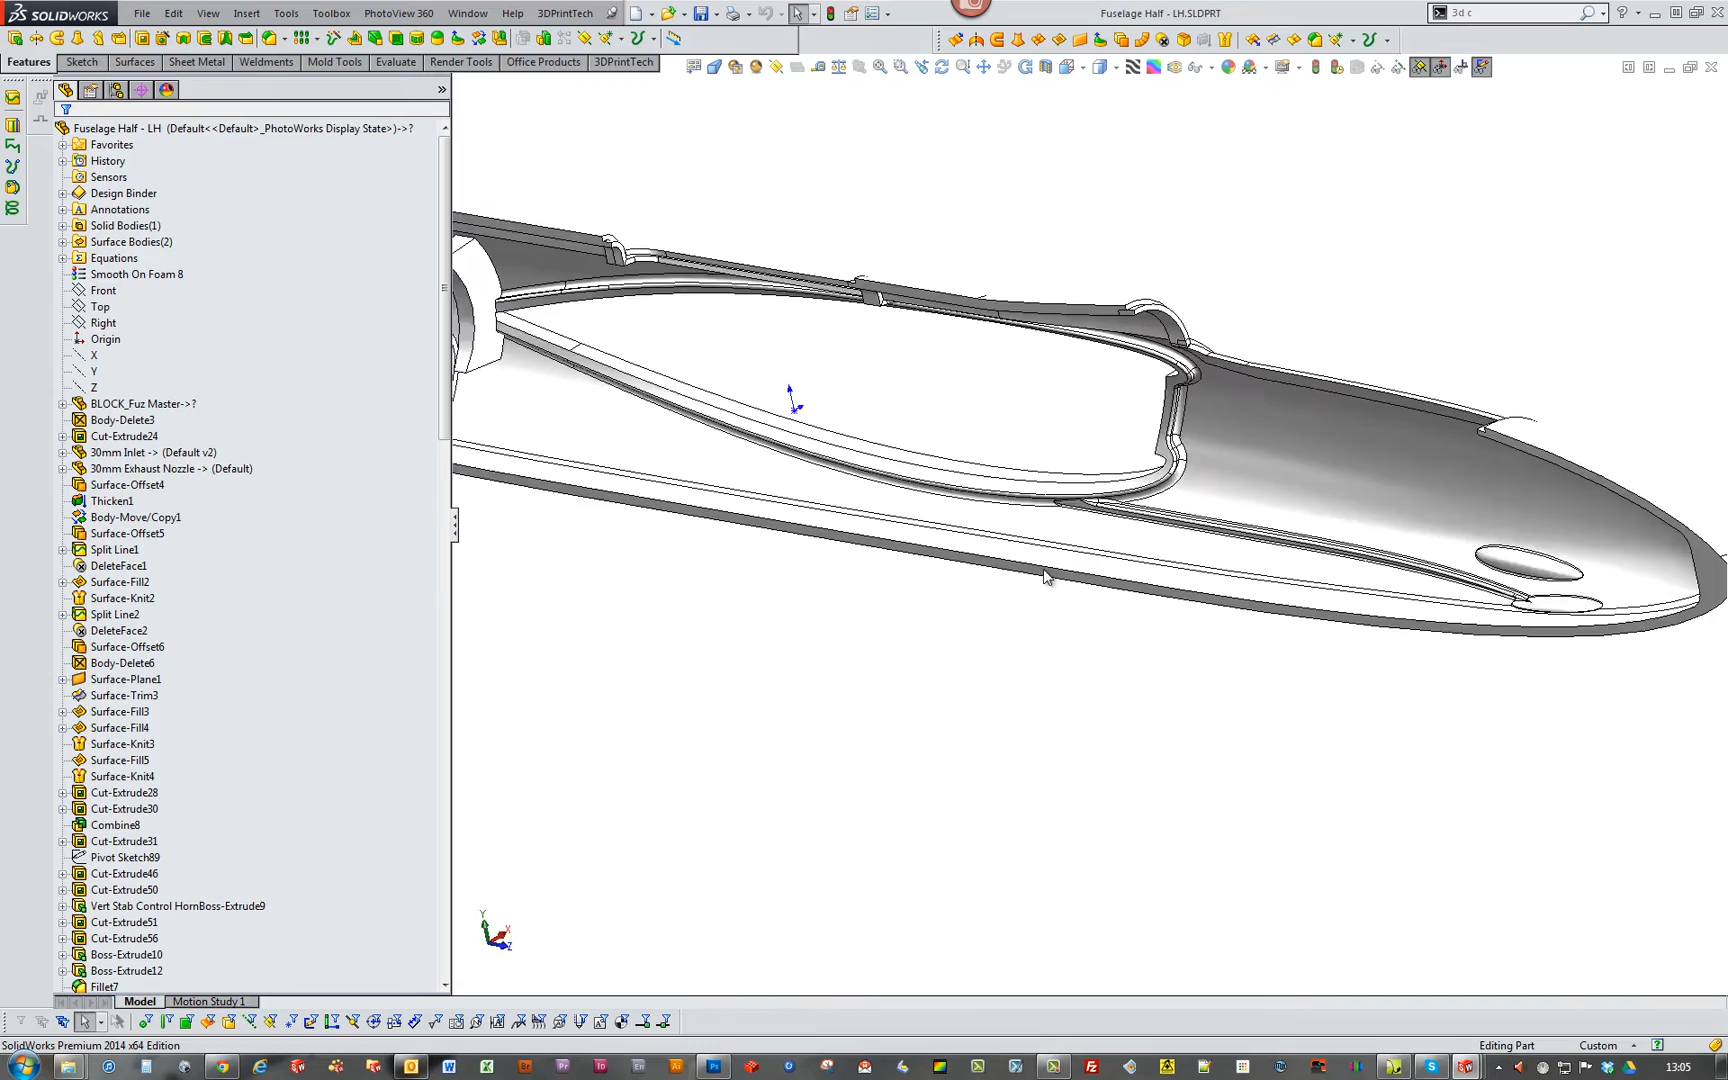 SOLIDWORKS File Edit View Insert Tools Toolbox PhotoView 360 Window Help 3DPrintTech Fuselage Half - LH.SLDPRT 3d c
Features Sketch Surfaces Sheet Metal Weldments Mold Tools Evaluate Render Tools Office Products 3DPrintTech
Fuselage Half - LH (Default<<Default>_PhotoWorks Display State>)->?
Favorites
History
Sensors
Design Binder
Annotations
Solid Bodies(1)
Surface Bodies(2)
Equations
Smooth On Foam 8
Front
Top
Right
Origin
X
Y
Z
BLOCK_Fuz Master->?
Body-Delete3
Cut-Extrude24
30mm Inlet -> (Default v2)
30mm Exhaust Nozzle -> (Default)
Surface-Offset4
Thicken1
Body-Move/Copy1
Surface-Offset5
Split Line1
DeleteFace1
Surface-Fill2
Surface-Knit2
Split Line2
DeleteFace2
Surface-Offset6
Body-Delete6
Surface-Plane1
Surface-Trim3
Surface-Fill3
Surface-Fill4
Surface-Knit3
Surface-Fill5
Surface-Knit4
Cut-Extrude28
Cut-Extrude30
Combine8
Cut-Extrude31
Pivot Sketch89
Cut-Extrude46
Cut-Extrude50
Vert Stab Control HornBoss-Extrude9
Cut-Extrude51
Cut-Extrude56
Boss-Extrude10
Boss-Extrude12
Fillet7
Y
X
Z
Model Motion Study 1
SolidWorks Premium 2014 x64 Edition Editing Part Custom
13:05